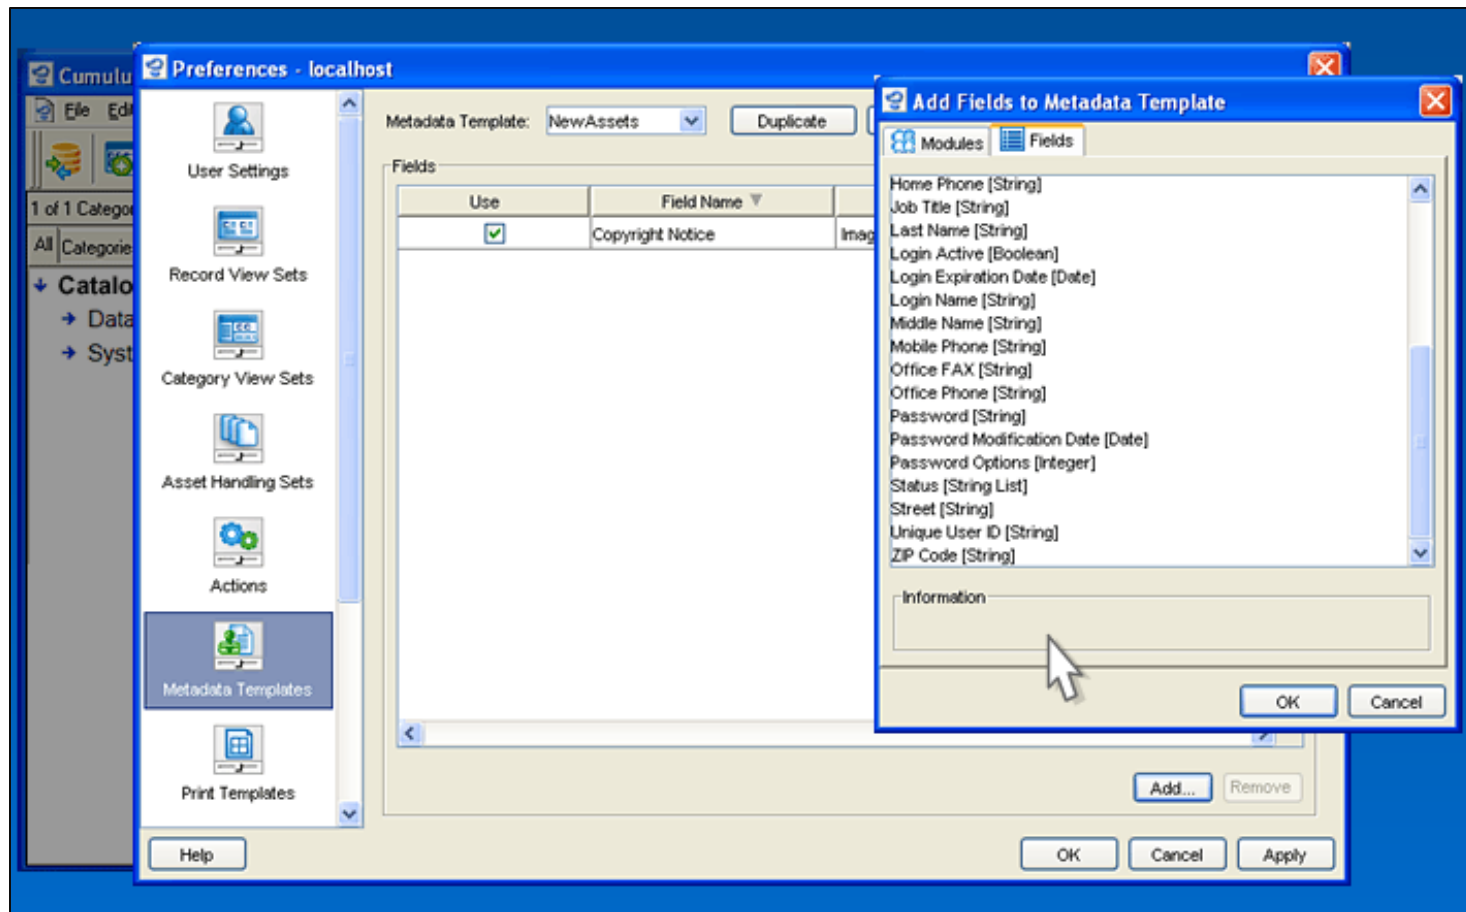 Cumulu
Preferences - localhost
Add Fields to Metadata Template
File Edi
1 of 1 Catego
All Categorie
Catalo
Data
Syst
User Settings
Record View Sets
Category View Sets
Asset Handling Sets
Actions
Metadata Templates
Print Templates
Metadata Template: NewAssets Duplicate
Fields
Use Field Name
Copyright Notice Imag
Modules Fields
Home Phone [String]
Job Title [String]
Last Name [String]
Login Active [Boolean]
Login Expiration Date [Date]
Login Name [String]
Middle Name [String]
Mobile Phone [String]
Office FAX [String]
Office Phone [String]
Password [String]
Password Modification Date [Date]
Password Options [Integer]
Status [String List]
Street [String]
Unique User ID [String]
ZIP Code [String]
Information
OK Cancel
Add... Remove
Help OK Cancel Apply